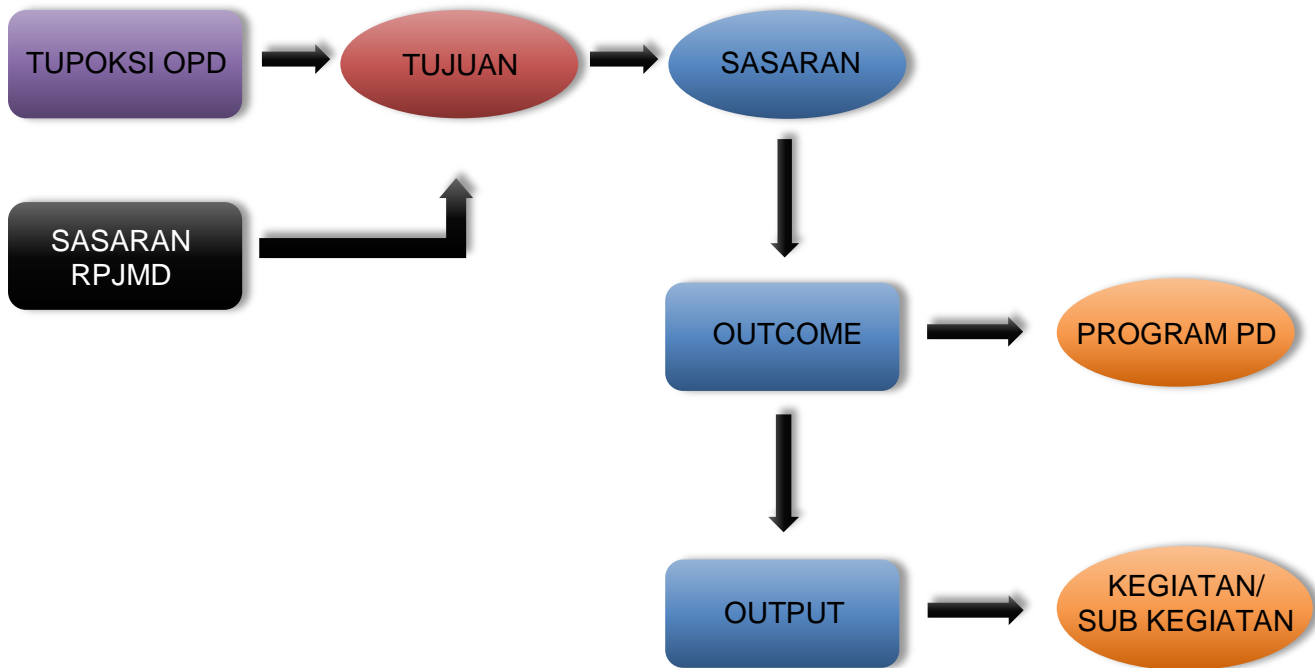 TUPOKSI OPD
TUJUAN
SASARAN
SASARAN
RPJMD
OUTCOME
PROGRAM PD
OUTPUT
KEGIATAN/
SUB KEGIATAN